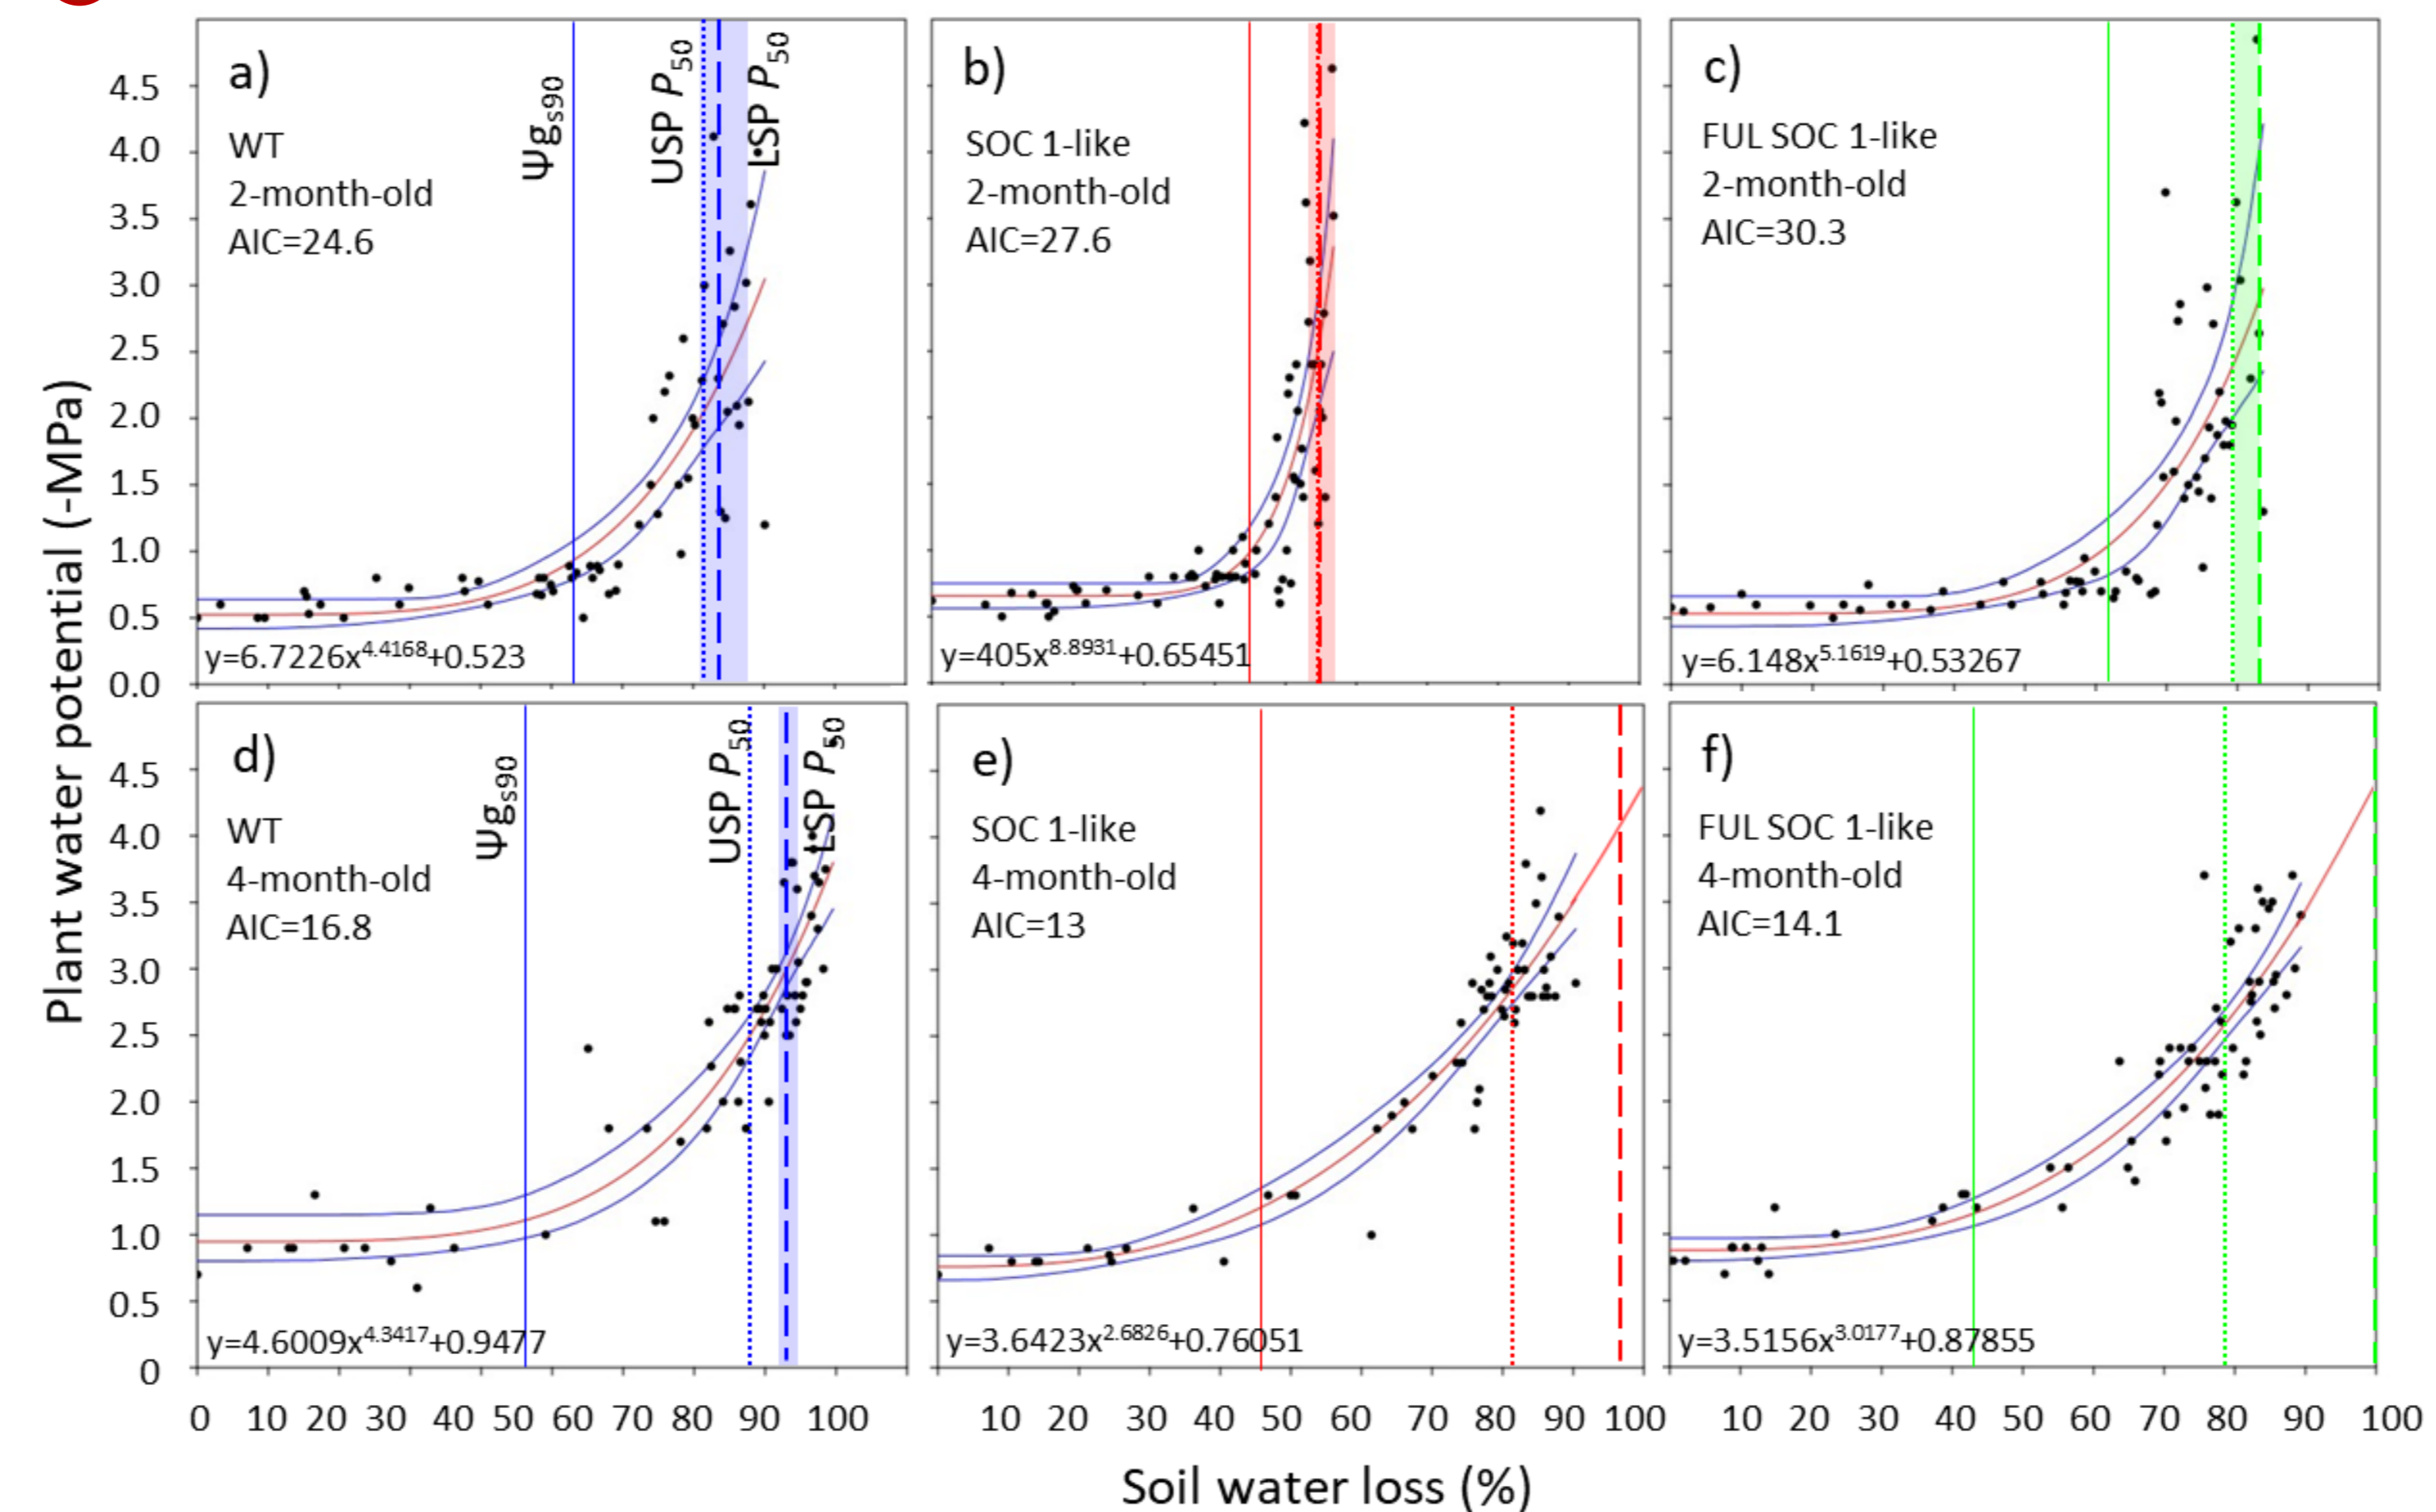 Plant water potential (-MPa)
a)
WT
2-month-old
AIC=24.6
Ψgs90
USP P50
LSP P50
y=6.7226x4.4168+0.523
b)
SOC 1-like
2-month-old
AIC=27.6
y=405x8.8931+0.65451
c)
FUL SOC 1-like
2-month-old
AIC=30.3
y=6.148x5.1619+0.53267
4.5
4.0
3.5
3.0
2.5
2.0
1.5
1.0
0.5
0.0
d)
WT
4-month-old
AIC=16.8
Ψgs90
USP P50
LSP P50
y=4.6009x4.3417+0.9477
e)
SOC 1-like
4-month-old
AIC=13
y=3.6423x2.6826+0.76051
f)
FUL SOC 1-like
4-month-old
AIC=14.1
y=3.5156x3.0177+0.87855
4.5
4.0
3.5
3.0
2.5
2.0
1.5
1.0
0.5
0
0 10 20 30 40 50 60 70 80 90 100 10 20 30 40 50 60 70 80 90 100 10 20 30 40 50 60 70 80 90 100
Soil water loss (%)